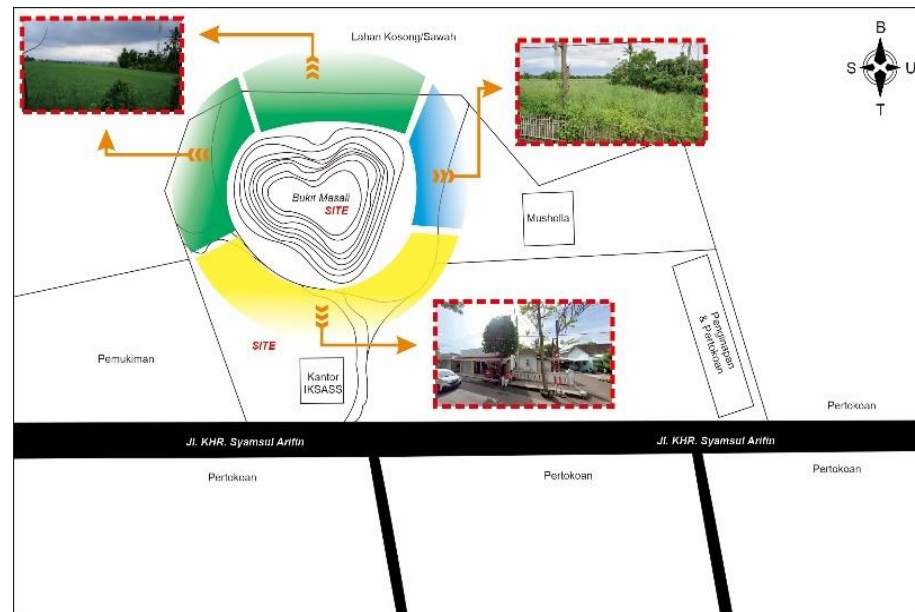 Lahan Kosong/Sawah
B
S
U
T
Bukit Masali
SITE
Musholla
Penginapan
& Pertokoan
SITE
Pemukiman
Kantor
IKSASS
Pertokoan
Jl. KHR. Syamsul Arifin
Jl. KHR. Syamsul Arifin
Pertokoan
Pertokoan
Pertokoan